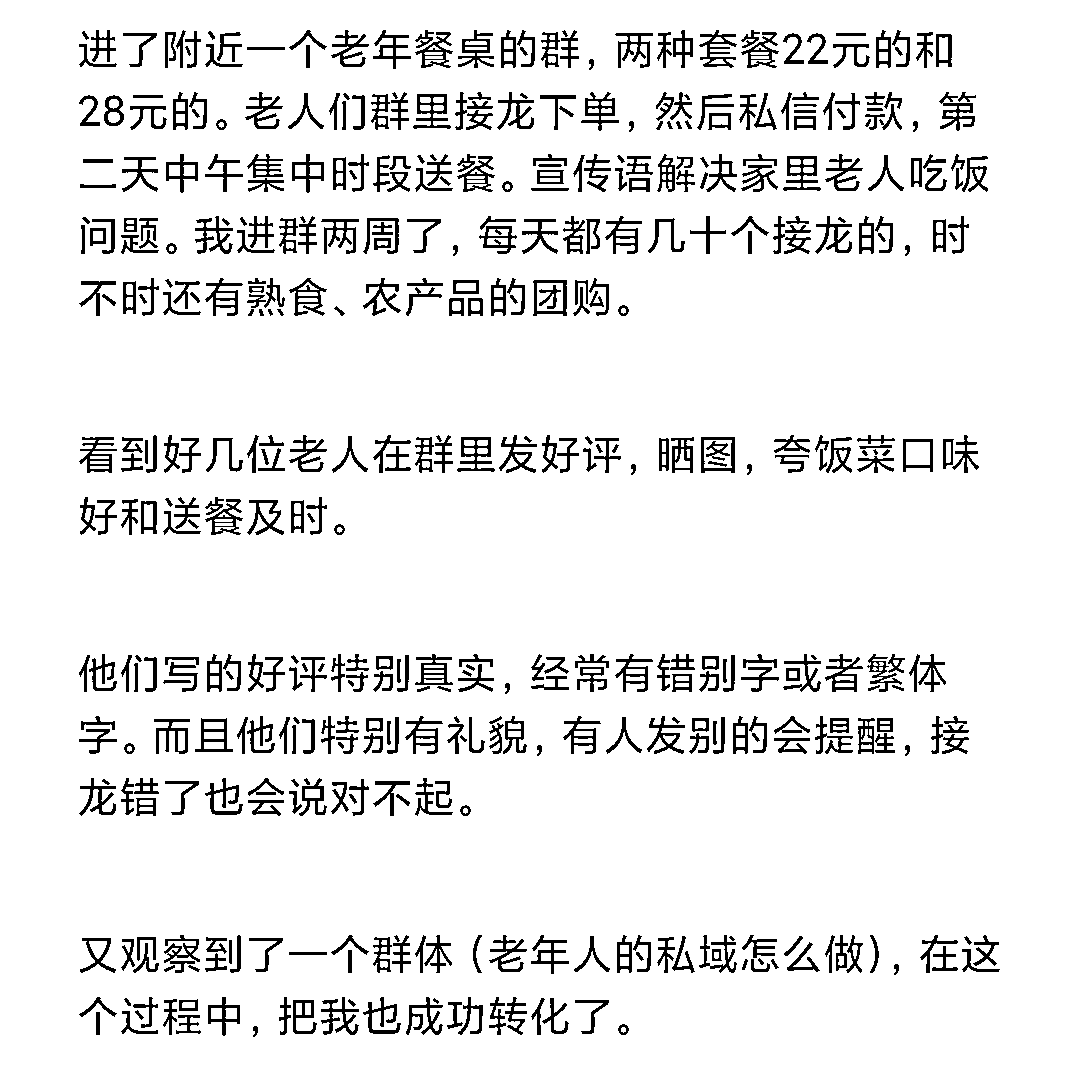 进了附近一个老年餐桌的群，两种套餐22元的和
28元的。老人们群里接龙下单，然后私信付款，第
二天中午集中时段送餐。宣传语解决家里老人吃饭
问题。我进群两周了，每天都有几十个接龙的，时
不时还有熟食、农产品的团购。
看到好几位老人在群里发好评，晒图，夸饭菜口味
好和送餐及时。
他们写的好评特别真实，经常有错别字或者繁体
字。而且他们特别有礼貌，有人发别的会提醒，接
龙错了也会说对不起。
又观察到了一个群体（老年人的私域怎么做），在这
个过程中，把我也成功转化了。